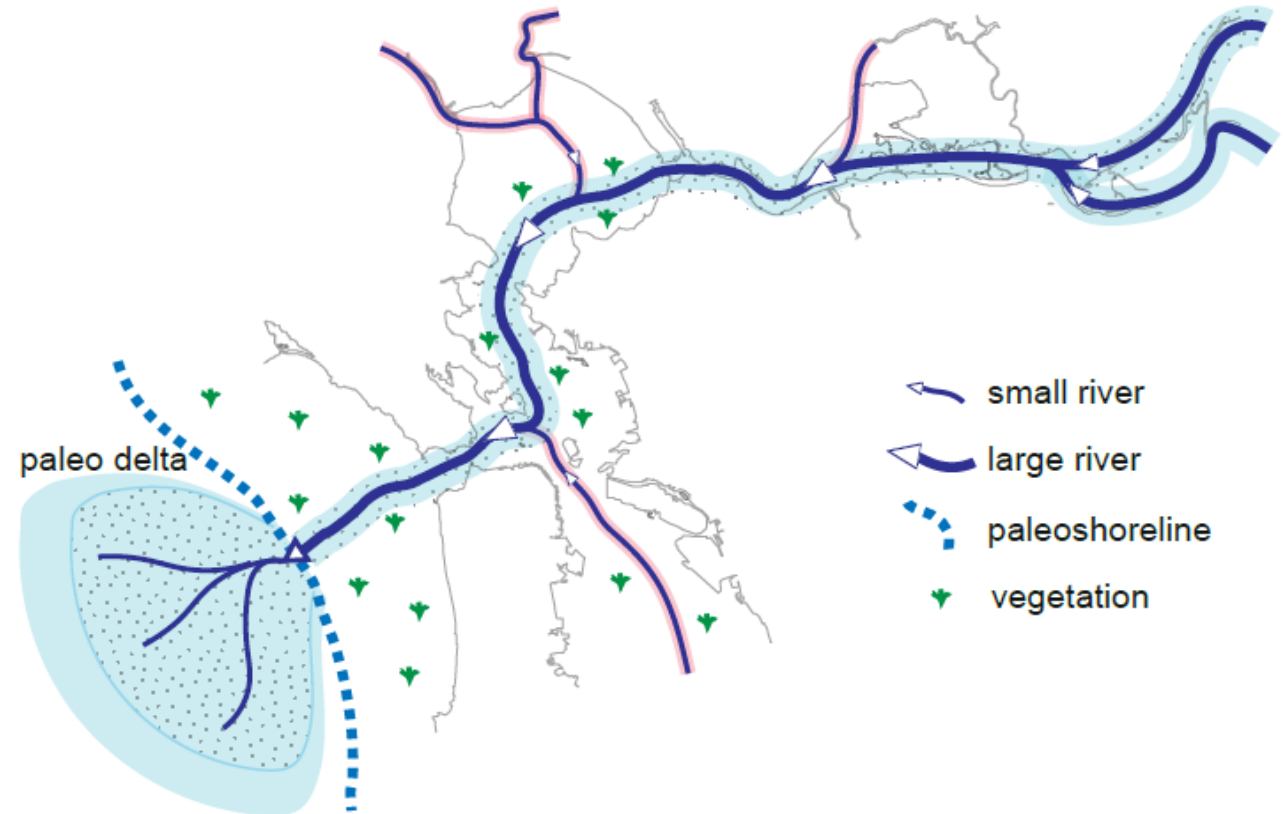 small river
paleo delta
large river
paleoshoreline
vegetation